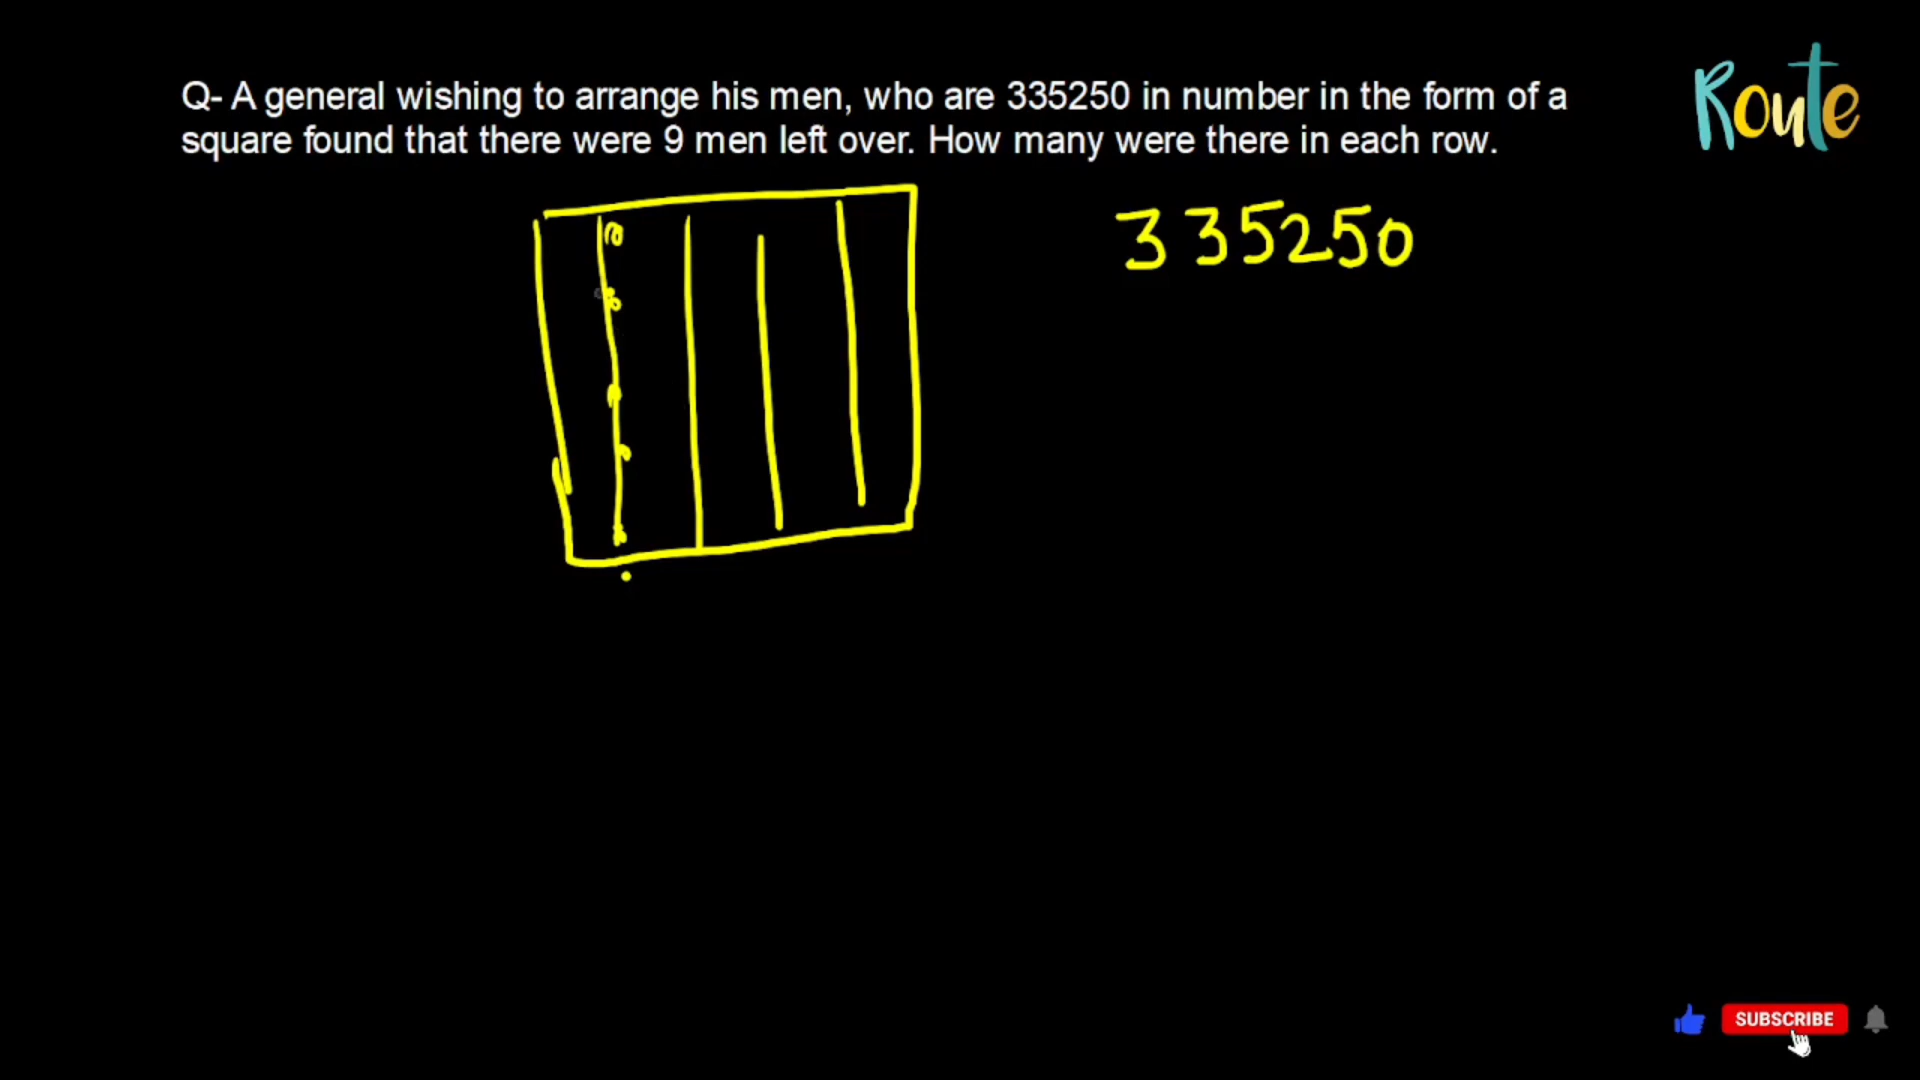 Q- A general wishing to arrange his men, who are 335250 in number in the form of a
square found that there were 9 men left over. How many were there in each row.
Route
335250
SUBSCRIBE